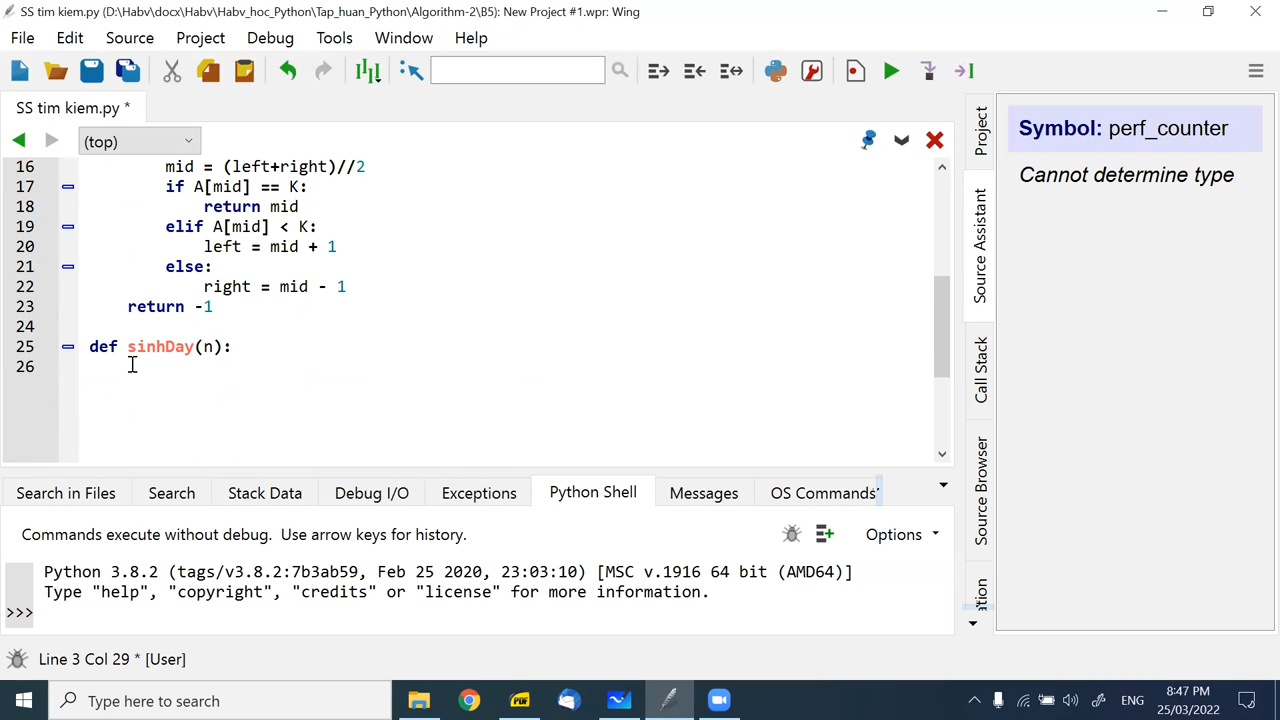 SS tim kiem.py (D:\Habv\docx\Habv\Habv_hoc_Python\Tap_huan_Python\Algorithm-2\B5): New Project #1.wpr: Wing
File Edit Source Project Debug Tools Window Help
SS tim kiem.py *
(top)
16 mid = (left+right)//2
17 if A[mid] == K:
18 return mid
19 elif A[mid] < K:
20 left = mid + 1
21 else:
22 right = mid - 1
23 return -1
24
25 def sinhDay(n):
26
Project
Source Assistant
Call Stack
Source Browser
Symbol: perf_counter
Cannot determine type
Search in Files Search Stack Data Debug I/O Exceptions Python Shell Messages OS Commands
Commands execute without debug. Use arrow keys for history.
Options
Python 3.8.2 (tags/v3.8.2:7b3ab59, Feb 25 2020, 23:03:10) [MSC v.1916 64 bit (AMD64)]
Type "help", "copyright", "credits" or "license" for more information.
>>>
Line 3 Col 29 * [User]
Type here to search
PDF
ENG
8:47 PM
25/03/2022